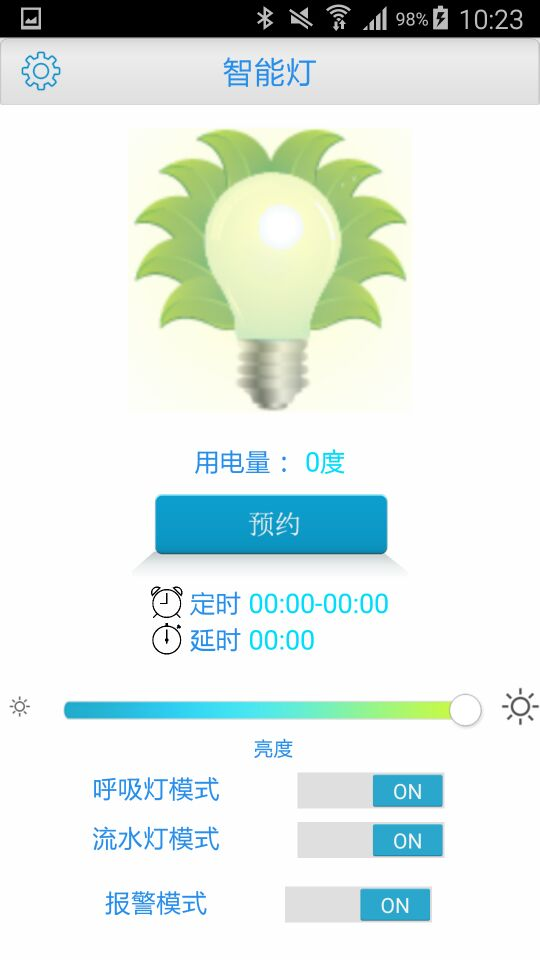 98% 10:23
智能灯
用电量： 0度
预约
定时 00:00-00:00
延时 00:00
亮度
呼吸灯模式 ON
流水灯模式 ON
报警模式 ON